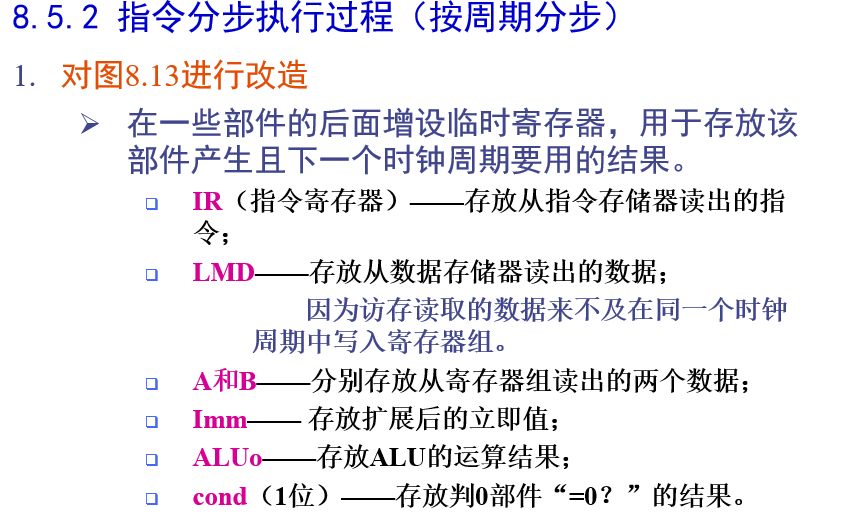 8.5.2 指令分步执行过程（按周期分步）
1. 对图8.13进行改造
在一些部件的后面增设临时寄存器，用于存放该
部件产生且下一个时钟周期要用的结果。
IR（指令寄存器）——存放从指令存储器读出的指
令；
LMD——存放从数据存储器读出的数据；
因为访存读取的数据来不及在同一个时钟
周期中写入寄存器组。
A和B——分别存放从寄存器组读出的两个数据；
Imm—— 存放扩展后的立即值；
ALUo——存放ALU的运算结果；
cond（1位）——存放判0部件“=0？”的结果。